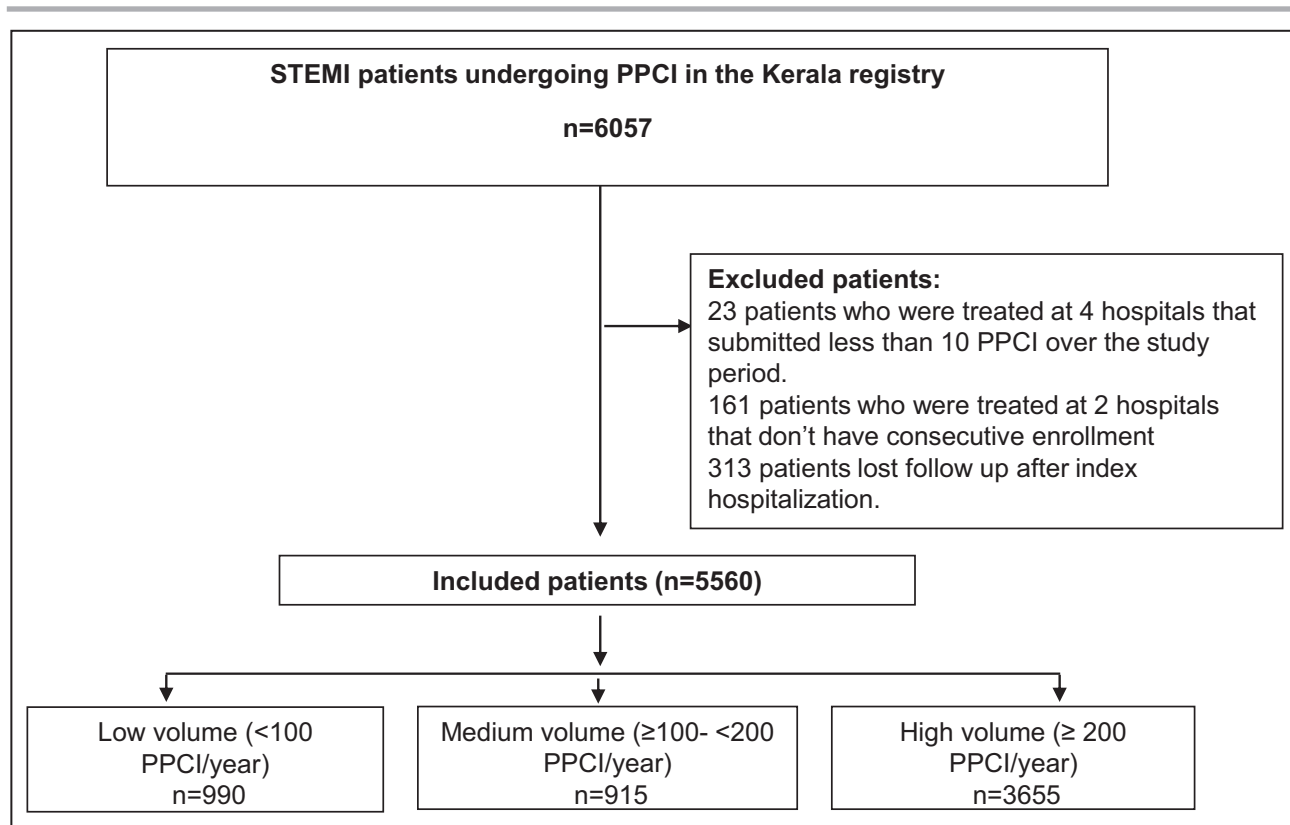 STEMI patients undergoing PPCI in the Kerala registry
n=6057
Excluded patients:
23 patients who were treated at 4 hospitals that
submitted less than 10 PPCI over the study
period.
161 patients who were treated at 2 hospitals
that don’t have consecutive enrollment
313 patients lost follow up after index
hospitalization.
Included patients (n=5560)
Low volume (<100
PPCI/year)
n=990
Medium volume (≥100- <200
PPCI/year)
n=915
High volume (≥ 200
PPCI/year)
n=3655